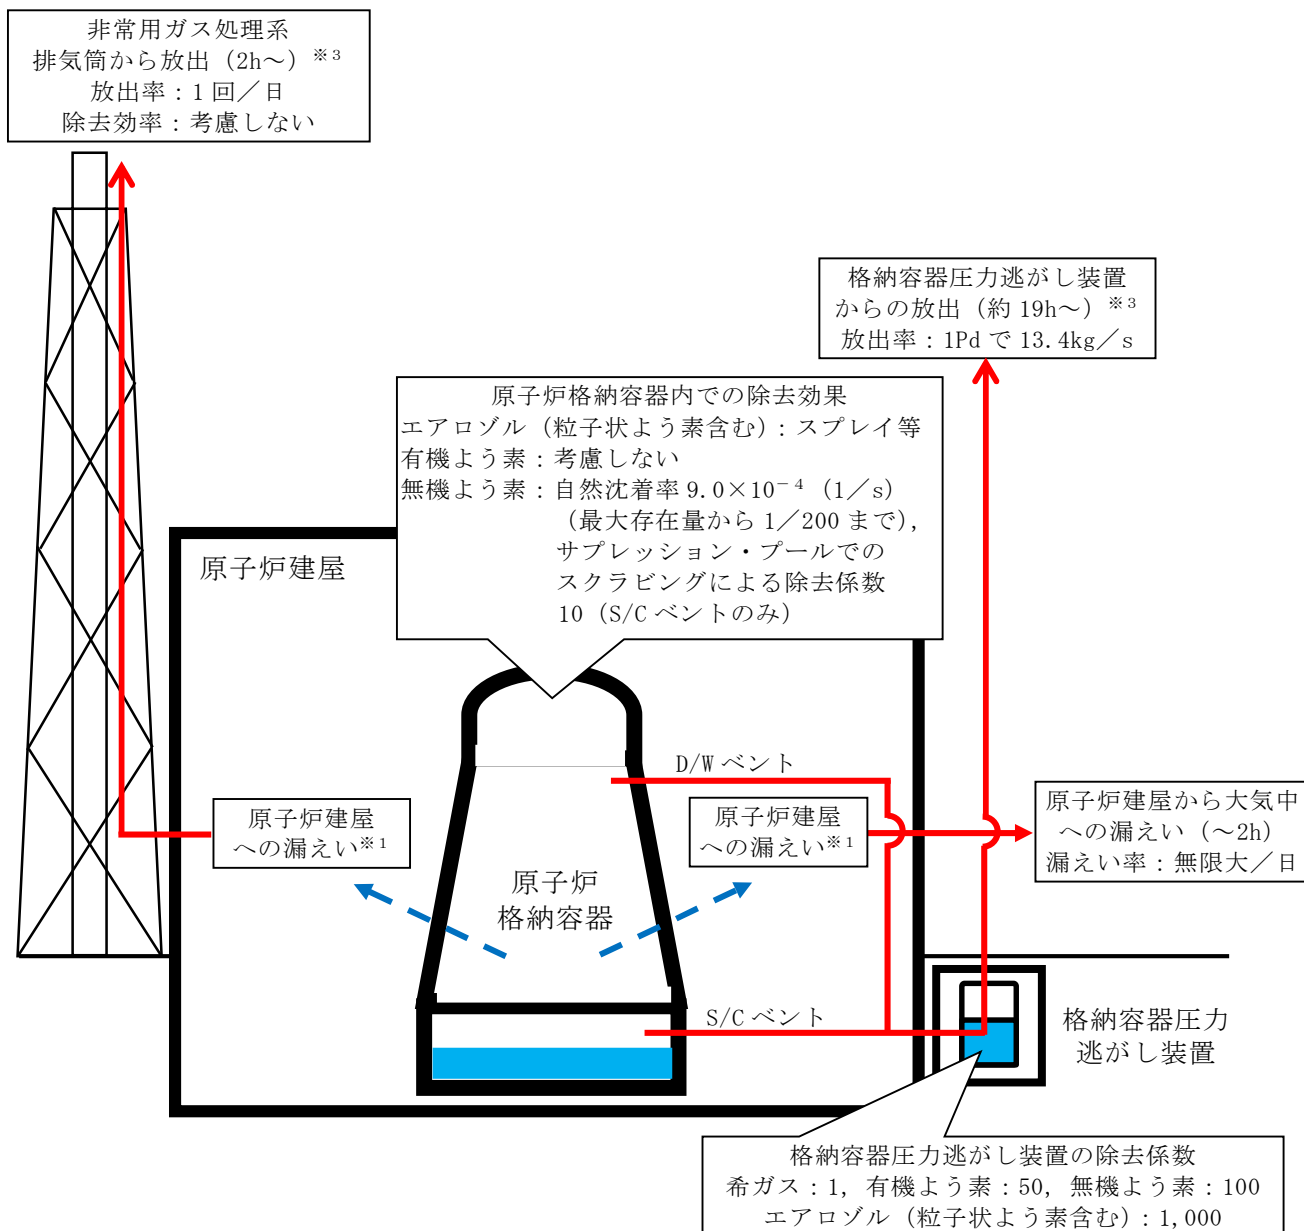 非常用ガス処理系
排気筒から放出（2h～）※3
放出率：1回／日
除去効率：考慮しない
格納容器圧力逃がし装置
からの放出（約19h～）※3
放出率：1Pdで13.4kg／s
原子炉格納容器内での除去効果
エアロゾル（粒子状よう素含む）：スプレイ等
有機よう素：考慮しない
無機よう素：自然沈着率9.0×10⁻⁴（1／s）
（最大存在量から1／200まで），
サプレッション・プールでの
スクラビングによる除去係数
10（S/Cベントのみ）
原子炉建屋
D/Wベント
原子炉建屋
への漏えい※1
原子炉建屋
への漏えい※1
原子炉建屋から大気中
への漏えい（～2h）
漏えい率：無限大／日
原子炉
格納容器
S/Cベント
格納容器圧力
逃がし装置
格納容器圧力逃がし装置の除去係数
希ガス：1，有機よう素：50，無機よう素：100
エアロゾル（粒子状よう素含む）：1,000